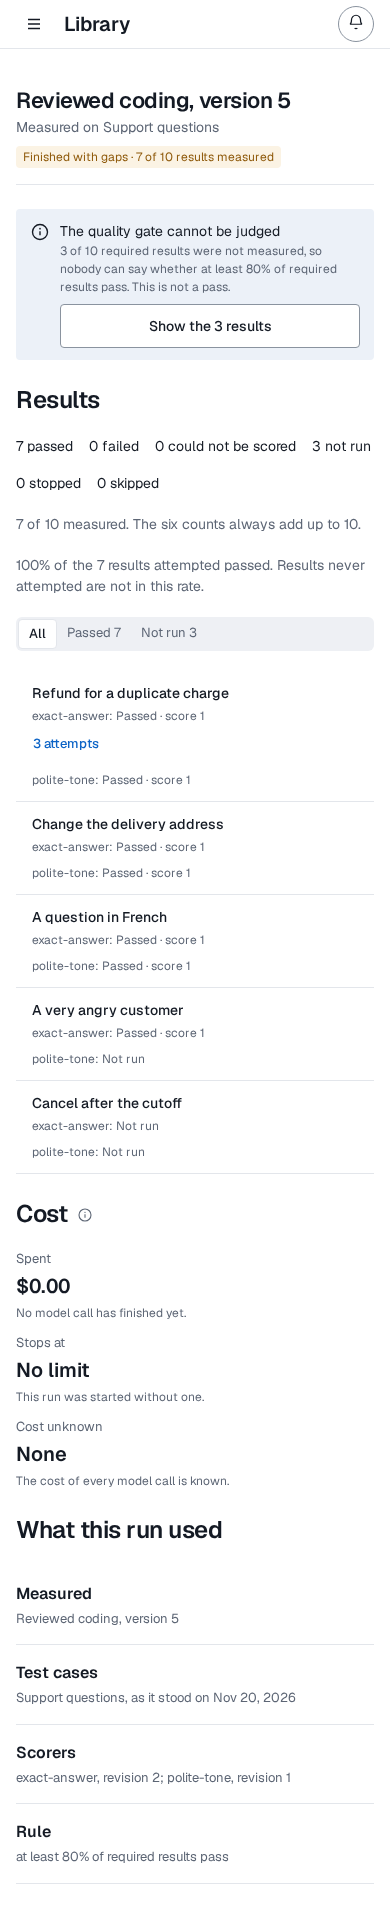 Library
Reviewed coding, version 5
Measured on Support questions
Finished with gaps · 7 of 10 results measured
The quality gate cannot be judged
3 of 10 required results were not measured, so
nobody can say whether at least 80% of required
results pass. This is not a pass.
Show the 3 results
Results
7 passed 0 failed 0 could not be scored 3 not run
0 stopped 0 skipped
7 of 10 measured. The six counts always add up to 10.
100% of the 7 results attempted passed. Results never
attempted are not in this rate.
All Passed 7 Not run 3
Refund for a duplicate charge
exact-answer: Passed · score 1
3 attempts
polite-tone: Passed · score 1
Change the delivery address
exact-answer: Passed · score 1
polite-tone: Passed · score 1
A question in French
exact-answer: Passed · score 1
polite-tone: Passed · score 1
A very angry customer
exact-answer: Passed · score 1
polite-tone: Not run
Cancel after the cutoff
exact-answer: Not run
polite-tone: Not run
Cost
Spent
$0.00
No model call has finished yet.
Stops at
No limit
This run was started without one.
Cost unknown
None
The cost of every model call is known.
What this run used
Measured
Reviewed coding, version 5
Test cases
Support questions, as it stood on Nov 20, 2026
Scorers
exact-answer, revision 2; polite-tone, revision 1
Rule
at least 80% of required results pass